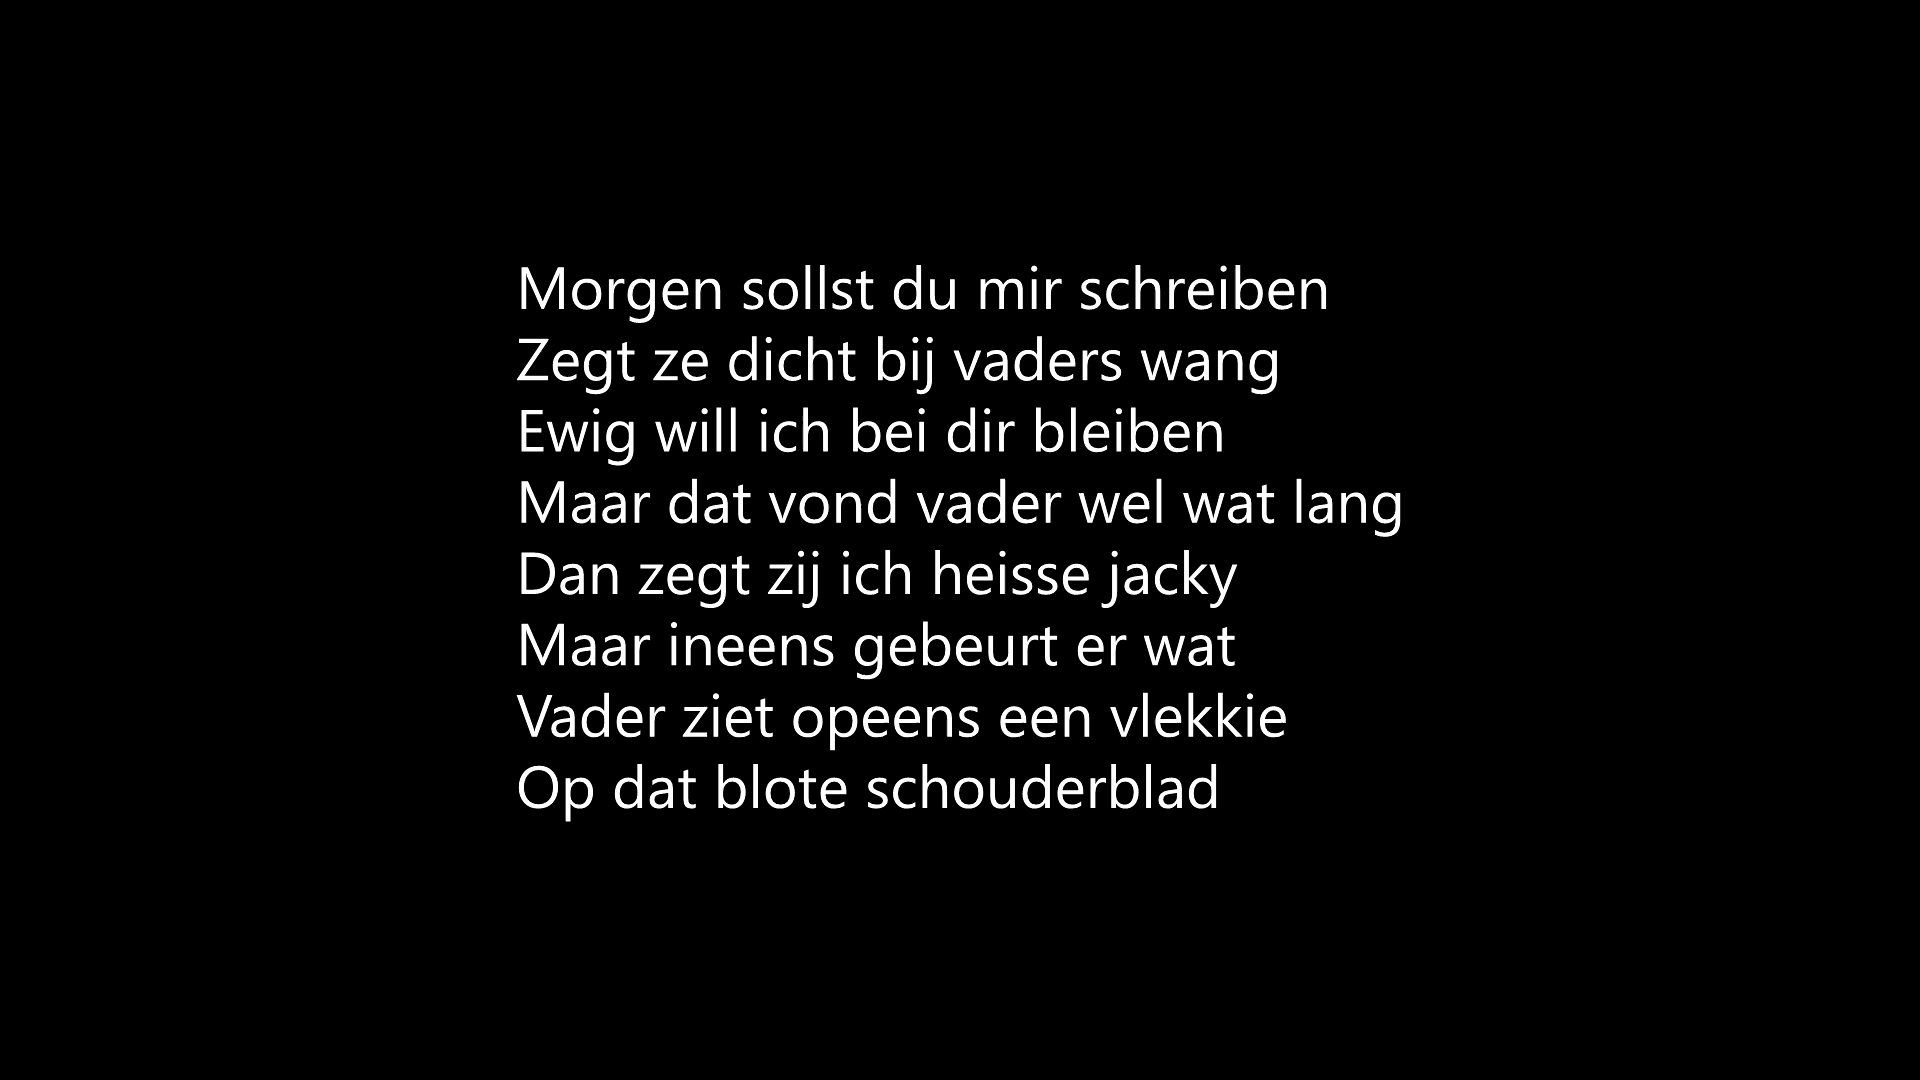 Morgen sollst du mir schreiben
Zegt ze dicht bij vaders wang
Ewig will ich bei dir bleiben
Maar dat vond vader wel wat lang
Dan zegt zij ich heisse jacky
Maar ineens gebeurt er wat
Vader ziet opeens een vlekkie
Op dat blote schouderblad